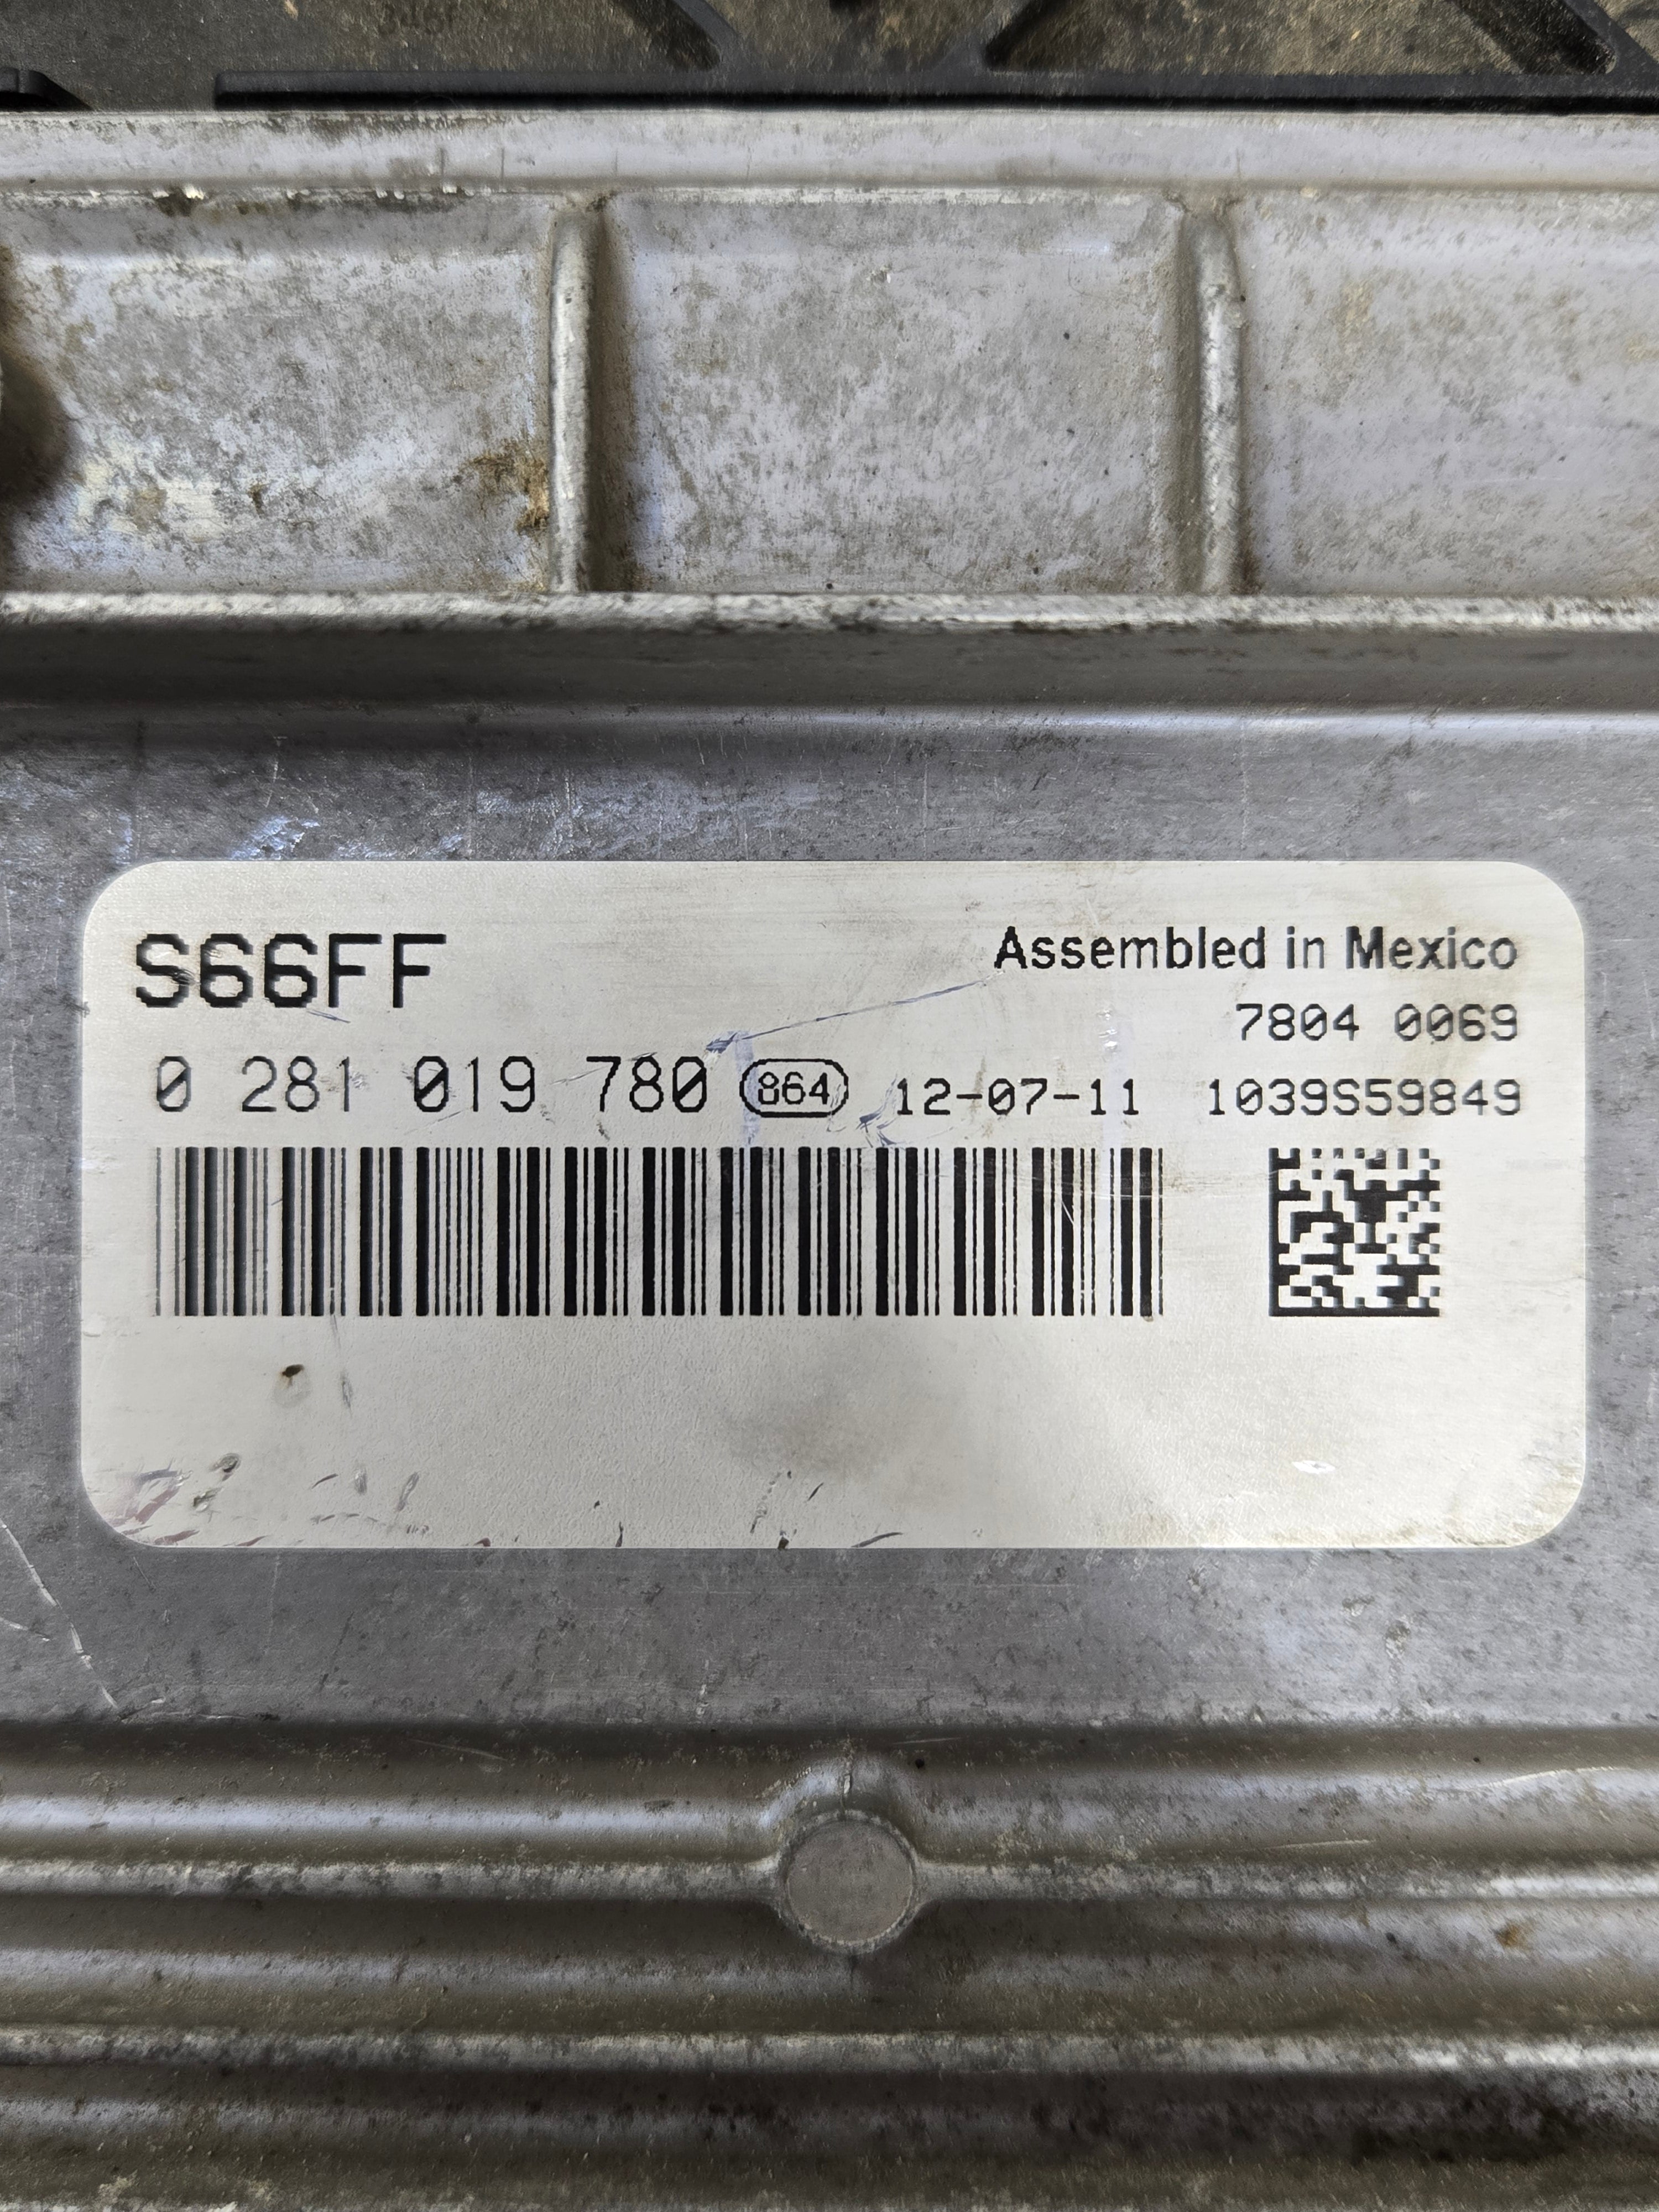 S66FF
Assembled in Mexico
7804 0069
0 281 019 780 864 12-07-11 1039S59849